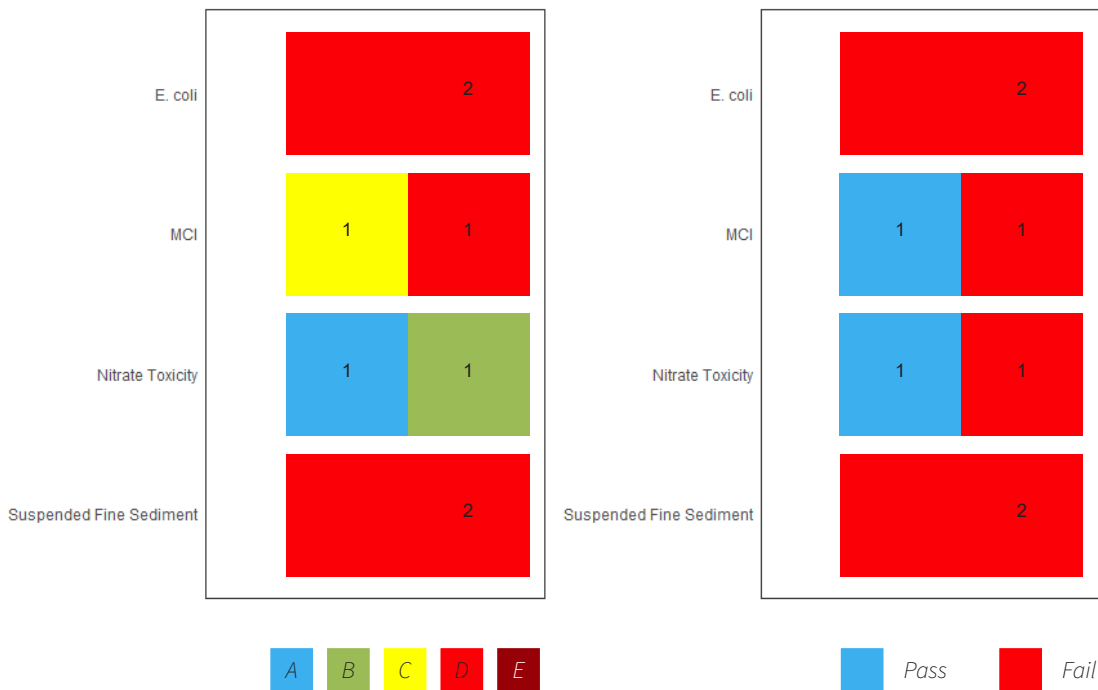 E. coli
2
MCI
1 1
Nitrate Toxicity
1 1
Suspended Fine Sediment
2
A B C D E
E. coli
2
MCI
1 1
Nitrate Toxicity
1 1
Suspended Fine Sediment
2
Pass Fail